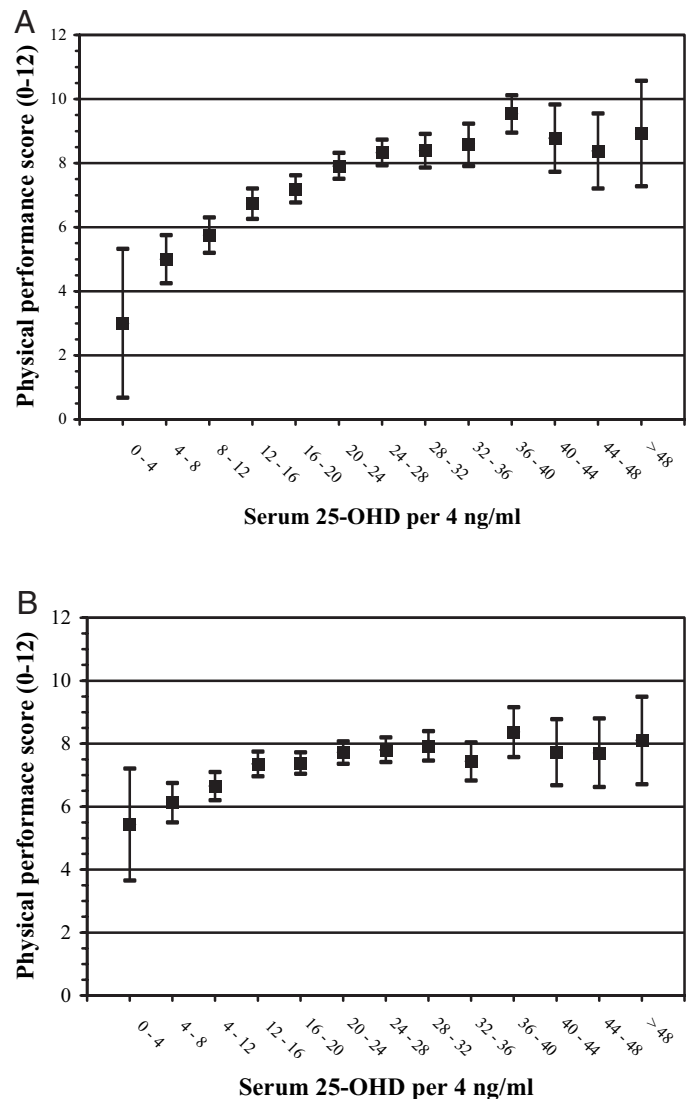 A
Physical performance score (0-12)
12
10
8
6
4
2
0
0 - 4
4 - 8
8 - 12
12 - 16
16 - 20
20 - 24
24 - 28
28 - 32
32 - 36
36 - 40
40 - 44
44 - 48
> 48
Serum 25-OHD per 4 ng/ml
B
Physical performace score (0-12)
12
10
8
6
4
2
0
0 - 4
4 - 8
4 - 12
12 - 16
16 - 20
20 - 24
24 - 28
28 - 32
32 - 36
36 - 40
40 - 44
44 - 48
> 48
Serum 25-OHD per 4 ng/ml